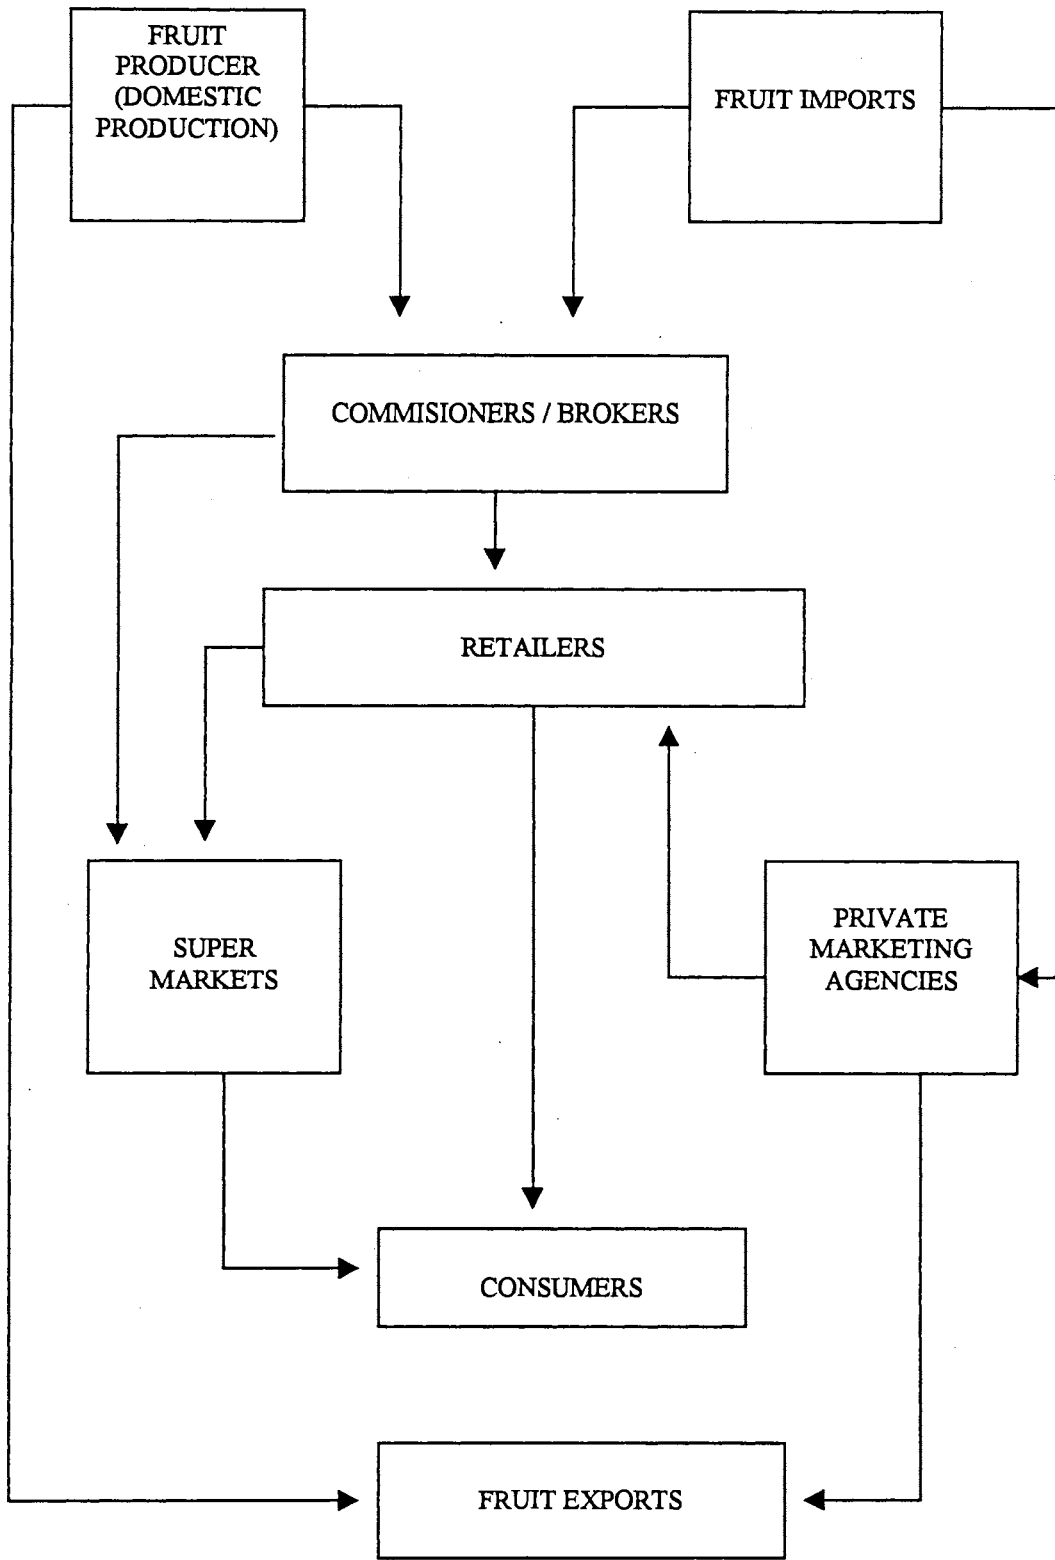 FRUIT
PRODUCER
(DOMESTIC
PRODUCTION)
FRUIT IMPORTS
COMMISIONERS / BROKERS
RETAILERS
SUPER
MARKETS
PRIVATE
MARKETING
AGENCIES
CONSUMERS
FRUIT EXPORTS